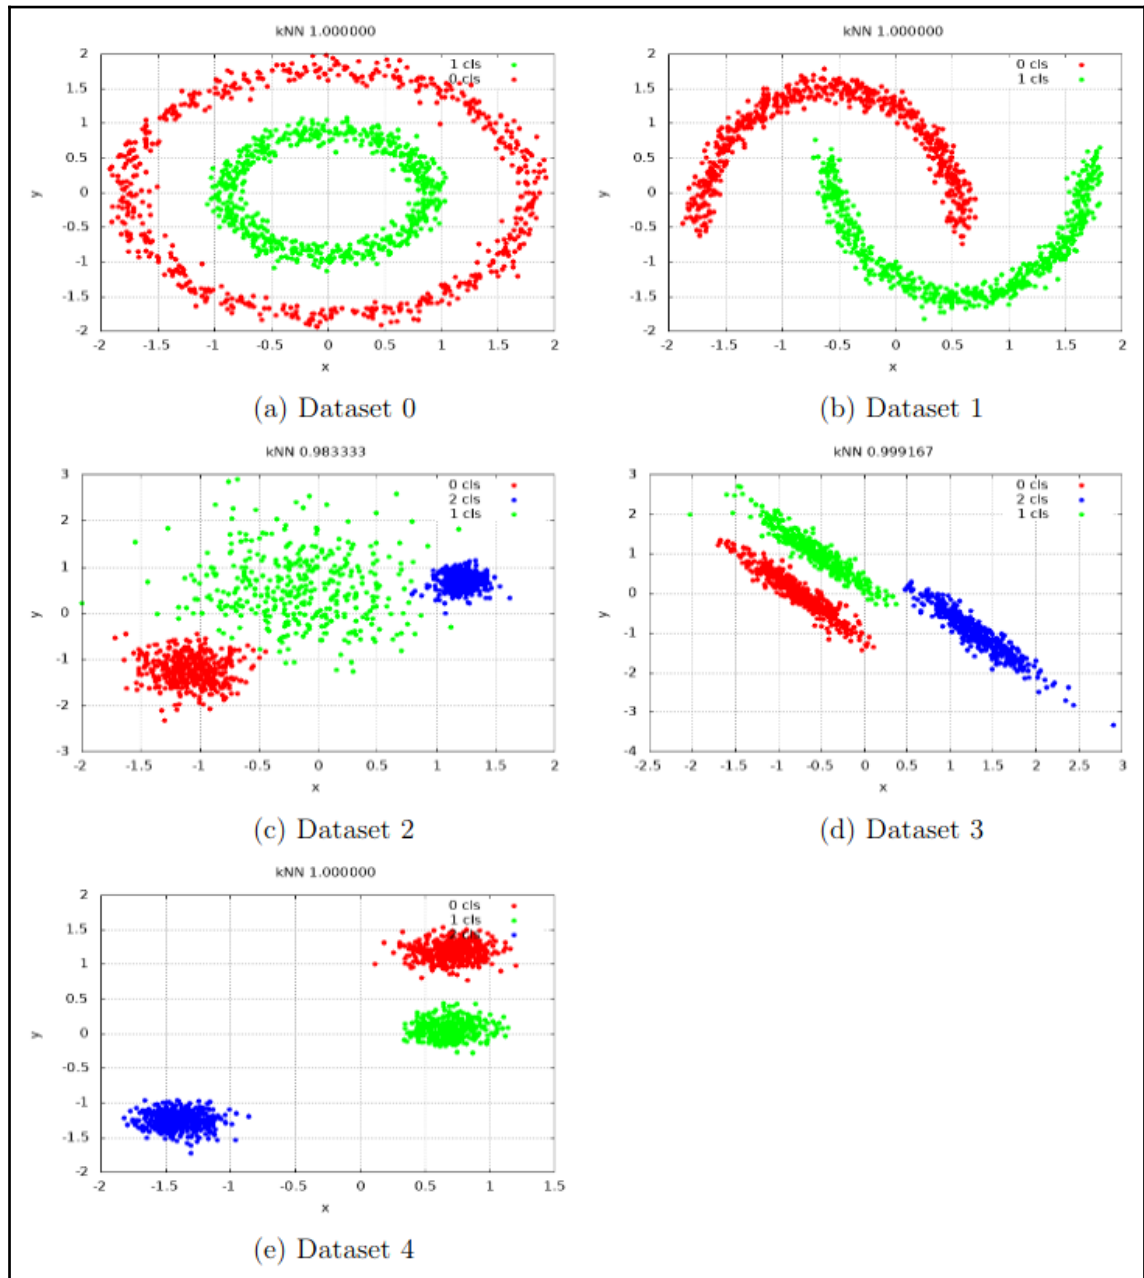 kNN 1.000000
2
1.5
1
0.5
0
-0.5
-1
-1.5
-2
y
1 cls
0 cls
-2 -1.5 -1 -0.5 0 0.5 1 1.5 2
x
(a) Dataset 0
kNN 1.000000
2
1.5
1
0.5
0
-0.5
-1
-1.5
-2
y
0 cls
1 cls
-2 -1.5 -1 -0.5 0 0.5 1 1.5 2
x
(b) Dataset 1
kNN 0.983333
3
2
1
0
-1
-2
-3
y
0 cls
2 cls
1 cls
-2 -1.5 -1 -0.5 0 0.5 1 1.5 2
x
(c) Dataset 2
kNN 0.999167
3
2
1
0
-1
-2
-3
-4
y
0 cls
2 cls
1 cls
-2.5 -2 -1.5 -1 -0.5 0 0.5 1 1.5 2 2.5 3
x
(d) Dataset 3
kNN 1.000000
2
1.5
1
0.5
0
-0.5
-1
-1.5
-2
y
0 cls
1 cls
-2 -1.5 -1 -0.5 0 0.5 1 1.5
x
(e) Dataset 4